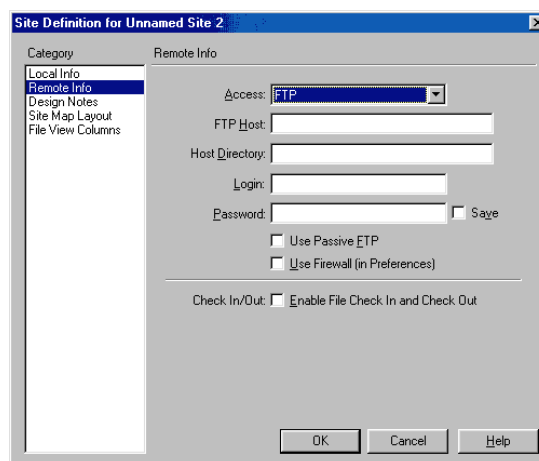 Site Definition for Unnamed Site 2
Category
Remote Info
Local Info
Remote Info
Design Notes
Site Map Layout
File View Columns
Access: FTP
FTP Host:
Host Directory:
Login:
Password: Save
Use Passive FTP
Use Firewall (in Preferences)
Check In/Out: Enable File Check In and Check Out
OK Cancel Help